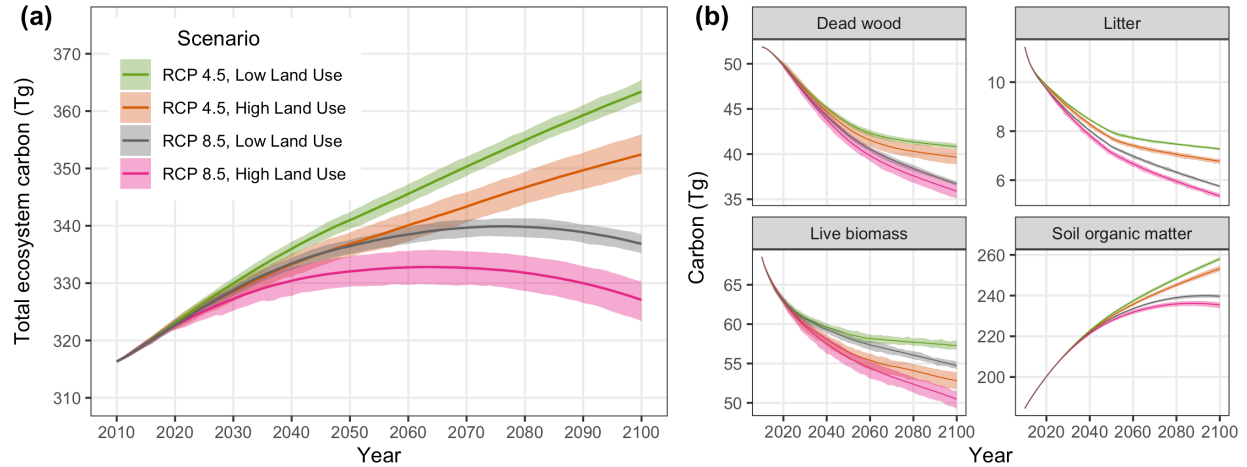 (a)
Total ecosystem carbon (Tg)
370
360
350
340
330
320
310
Scenario
RCP 4.5, Low Land Use
RCP 4.5, High Land Use
RCP 8.5, Low Land Use
RCP 8.5, High Land Use
2010 2020 2030 2040 2050 2060 2070 2080 2090 2100
Year
(b)
Carbon (Tg)
Dead wood
50
45
40
35
Litter
10
8
6
Live biomass
65
60
55
50
2020 2040 2060 2080 2100
Soil organic matter
260
240
220
200
2020 2040 2060 2080 2100
Year